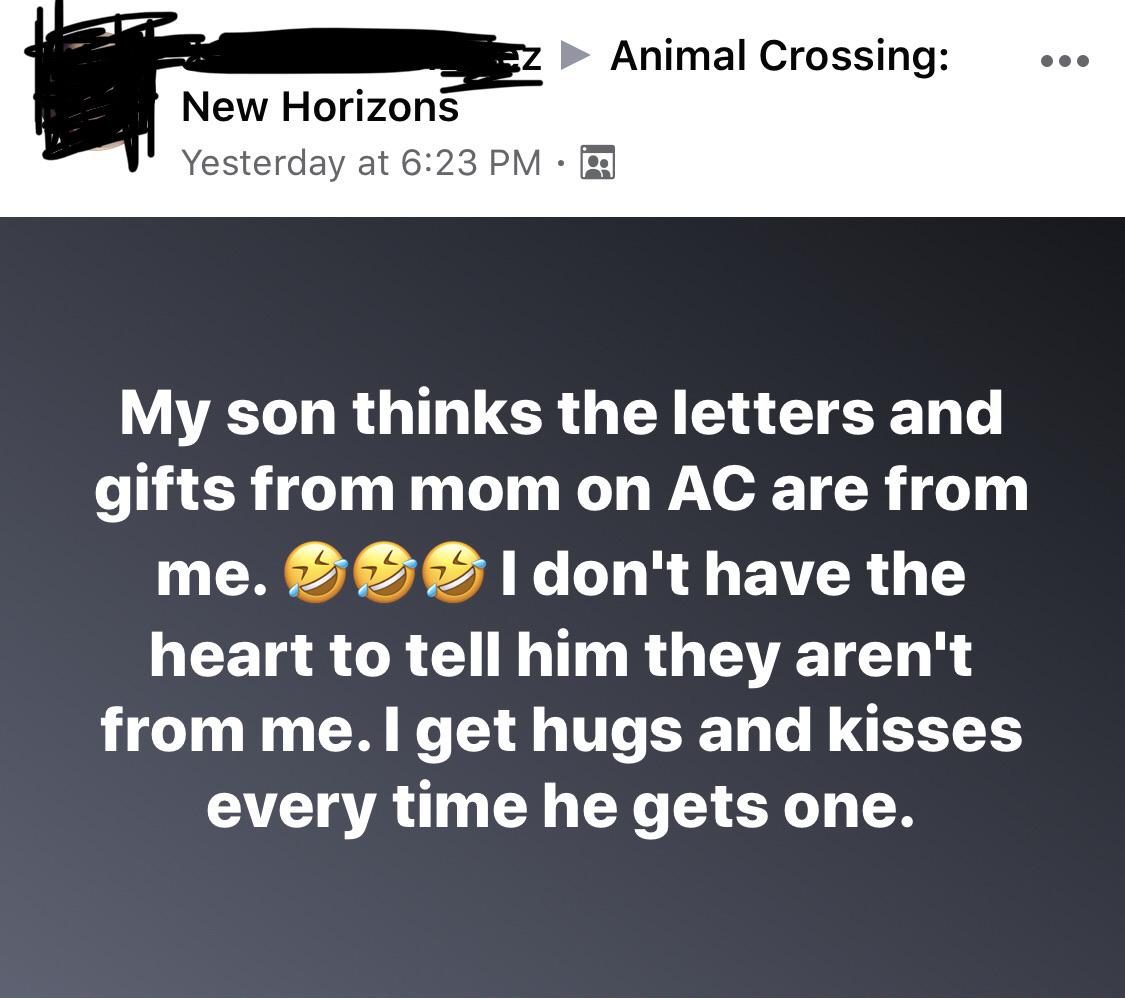 ez ▶ Animal Crossing:
New Horizons
Yesterday at 6:23 PM ·
My son thinks the letters and
gifts from mom on AC are from
me. 🤣🤣🤣 I don't have the
heart to tell him they aren't
from me. I get hugs and kisses
every time he gets one.